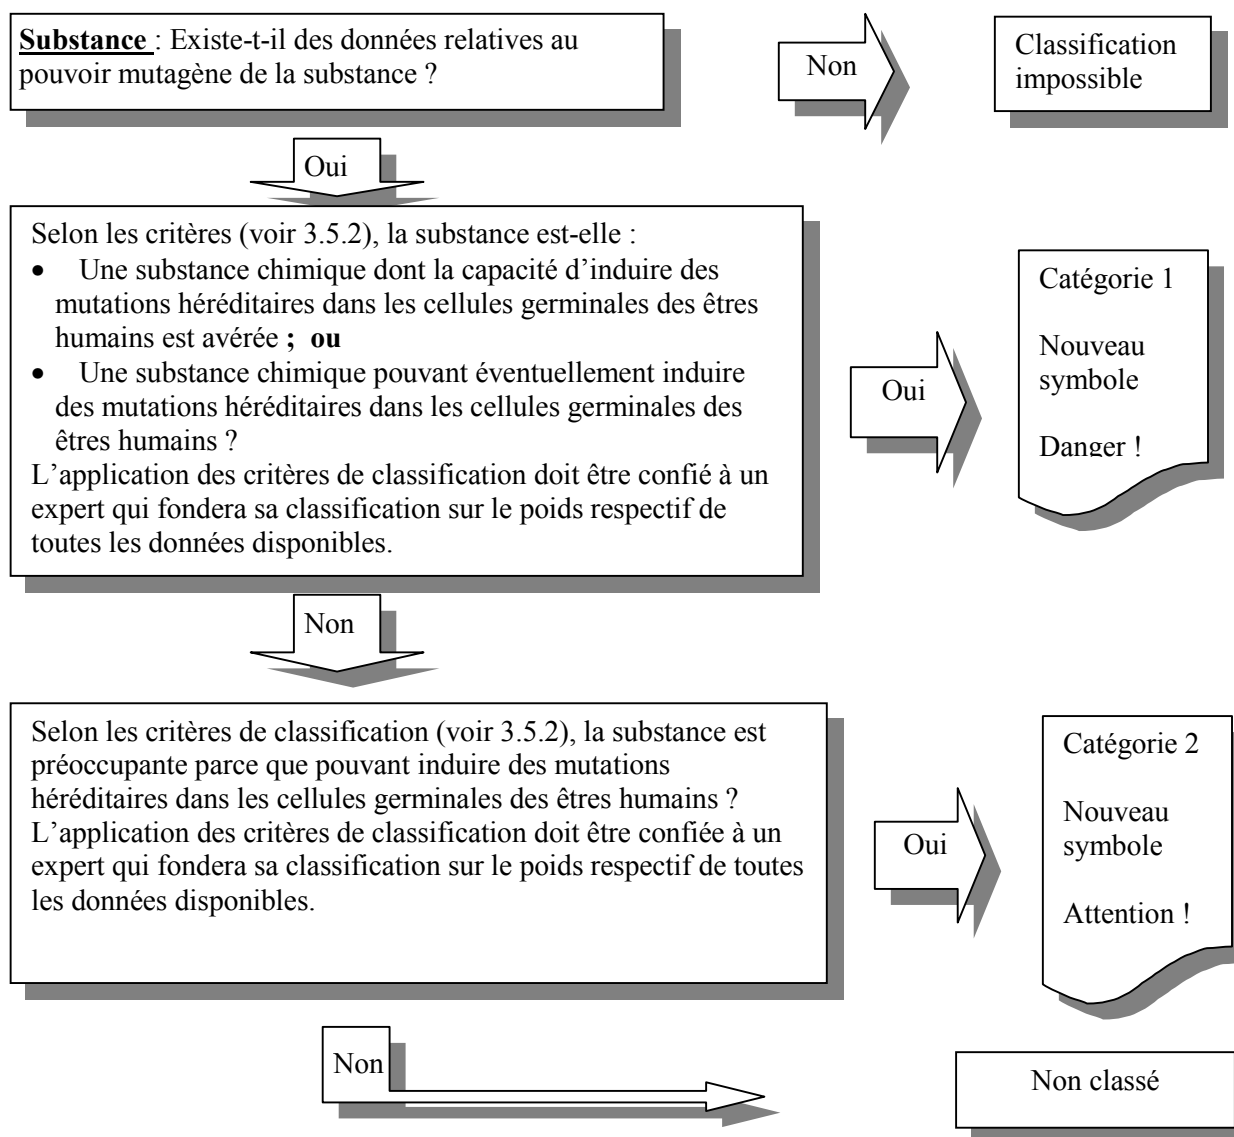 Substance : Existe-t-il des données relatives au
pouvoir mutagène de la substance ?
Non
Classification
impossible
Oui
Selon les critères (voir 3.5.2), la substance est-elle :
• Une substance chimique dont la capacité d’induire des
mutations héréditaires dans les cellules germinales des êtres
humains est avérée ; ou
• Une substance chimique pouvant éventuellement induire
des mutations héréditaires dans les cellules germinales des
êtres humains ?
L’application des critères de classification doit être confié à un
expert qui fondera sa classification sur le poids respectif de
toutes les données disponibles.
Oui
Catégorie 1
Nouveau
symbole
Danger !
Non
Selon les critères de classification (voir 3.5.2), la substance est
préoccupante parce que pouvant induire des mutations
héréditaires dans les cellules germinales des êtres humains ?
L’application des critères de classification doit être confiée à un
expert qui fondera sa classification sur le poids respectif de toutes
les données disponibles.
Oui
Catégorie 2
Nouveau
symbole
Attention !
Non
Non classé